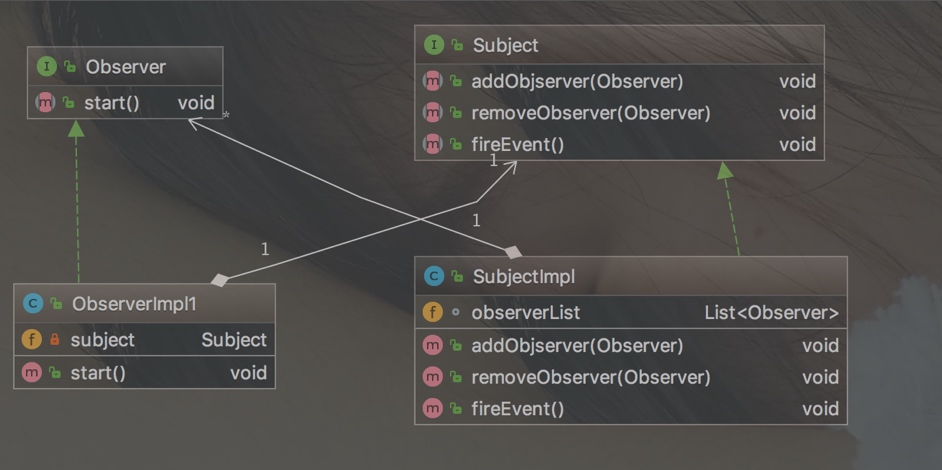 I Observer
m start() void
*
I Subject
m addObjserver(Observer) void
m removeObserver(Observer) void
m fireEvent() void
1
1
1
C ObserverImpl1
f subject Subject
m start() void
C SubjectImpl
f observerList List<Observer>
m addObjserver(Observer) void
m removeObserver(Observer) void
m fireEvent() void